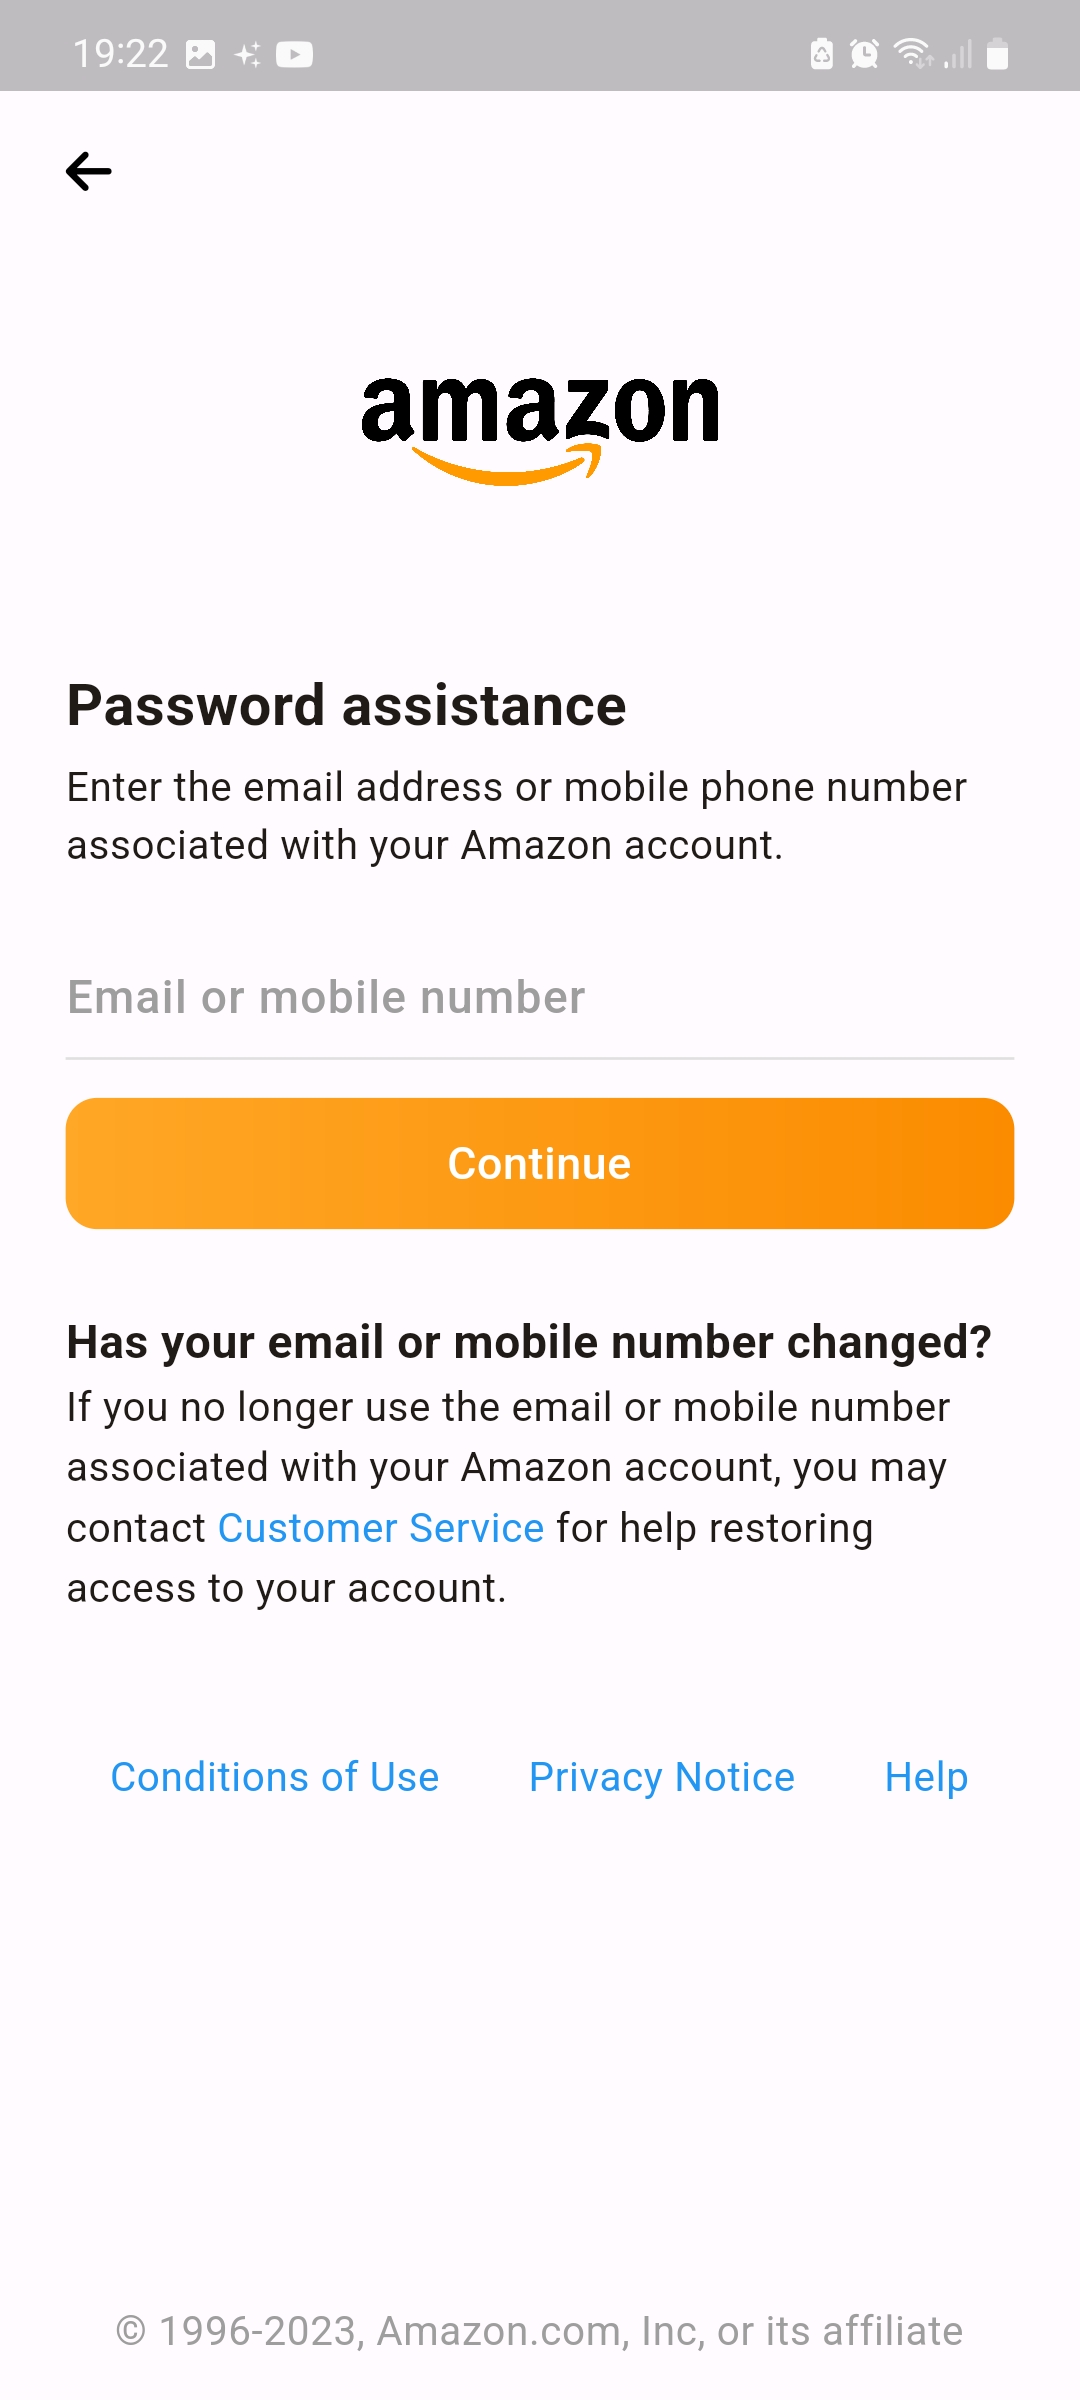 19:22
amazon
Password assistance
Enter the email address or mobile phone number
associated with your Amazon account.
Email or mobile number
Continue
Has your email or mobile number changed?
If you no longer use the email or mobile number
associated with your Amazon account, you may
contact Customer Service for help restoring
access to your account.
Conditions of Use Privacy Notice Help
© 1996-2023, Amazon.com, Inc, or its affiliate